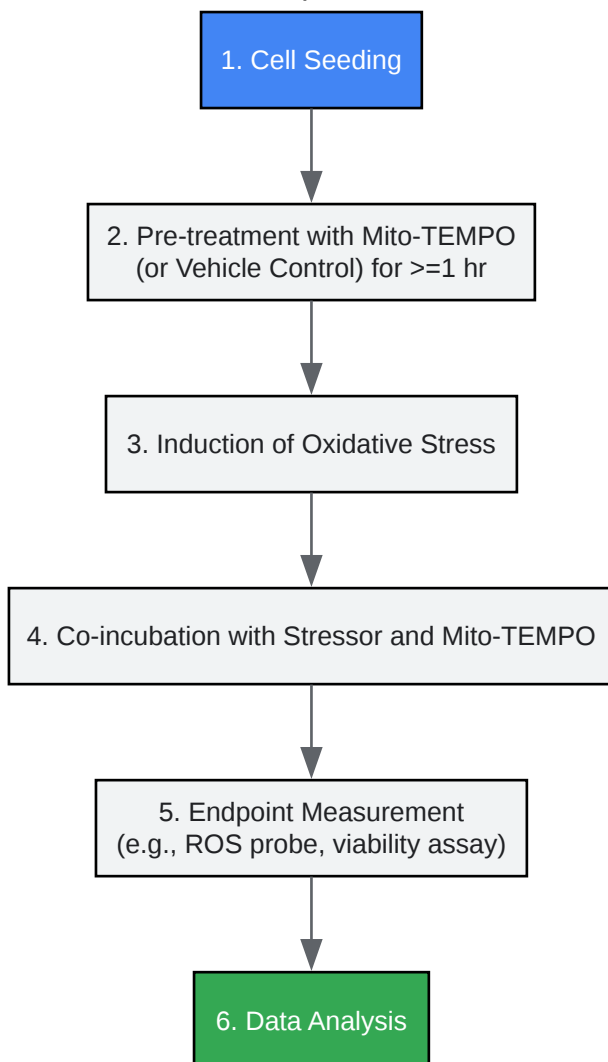 1. Cell Seeding
2. Pre-treatment with Mito-TEMPO
(or Vehicle Control) for >=1 hr
3. Induction of Oxidative Stress
4. Co-incubation with Stressor and Mito-TEMPO
5. Endpoint Measurement
(e.g., ROS probe, viability assay)
6. Data Analysis